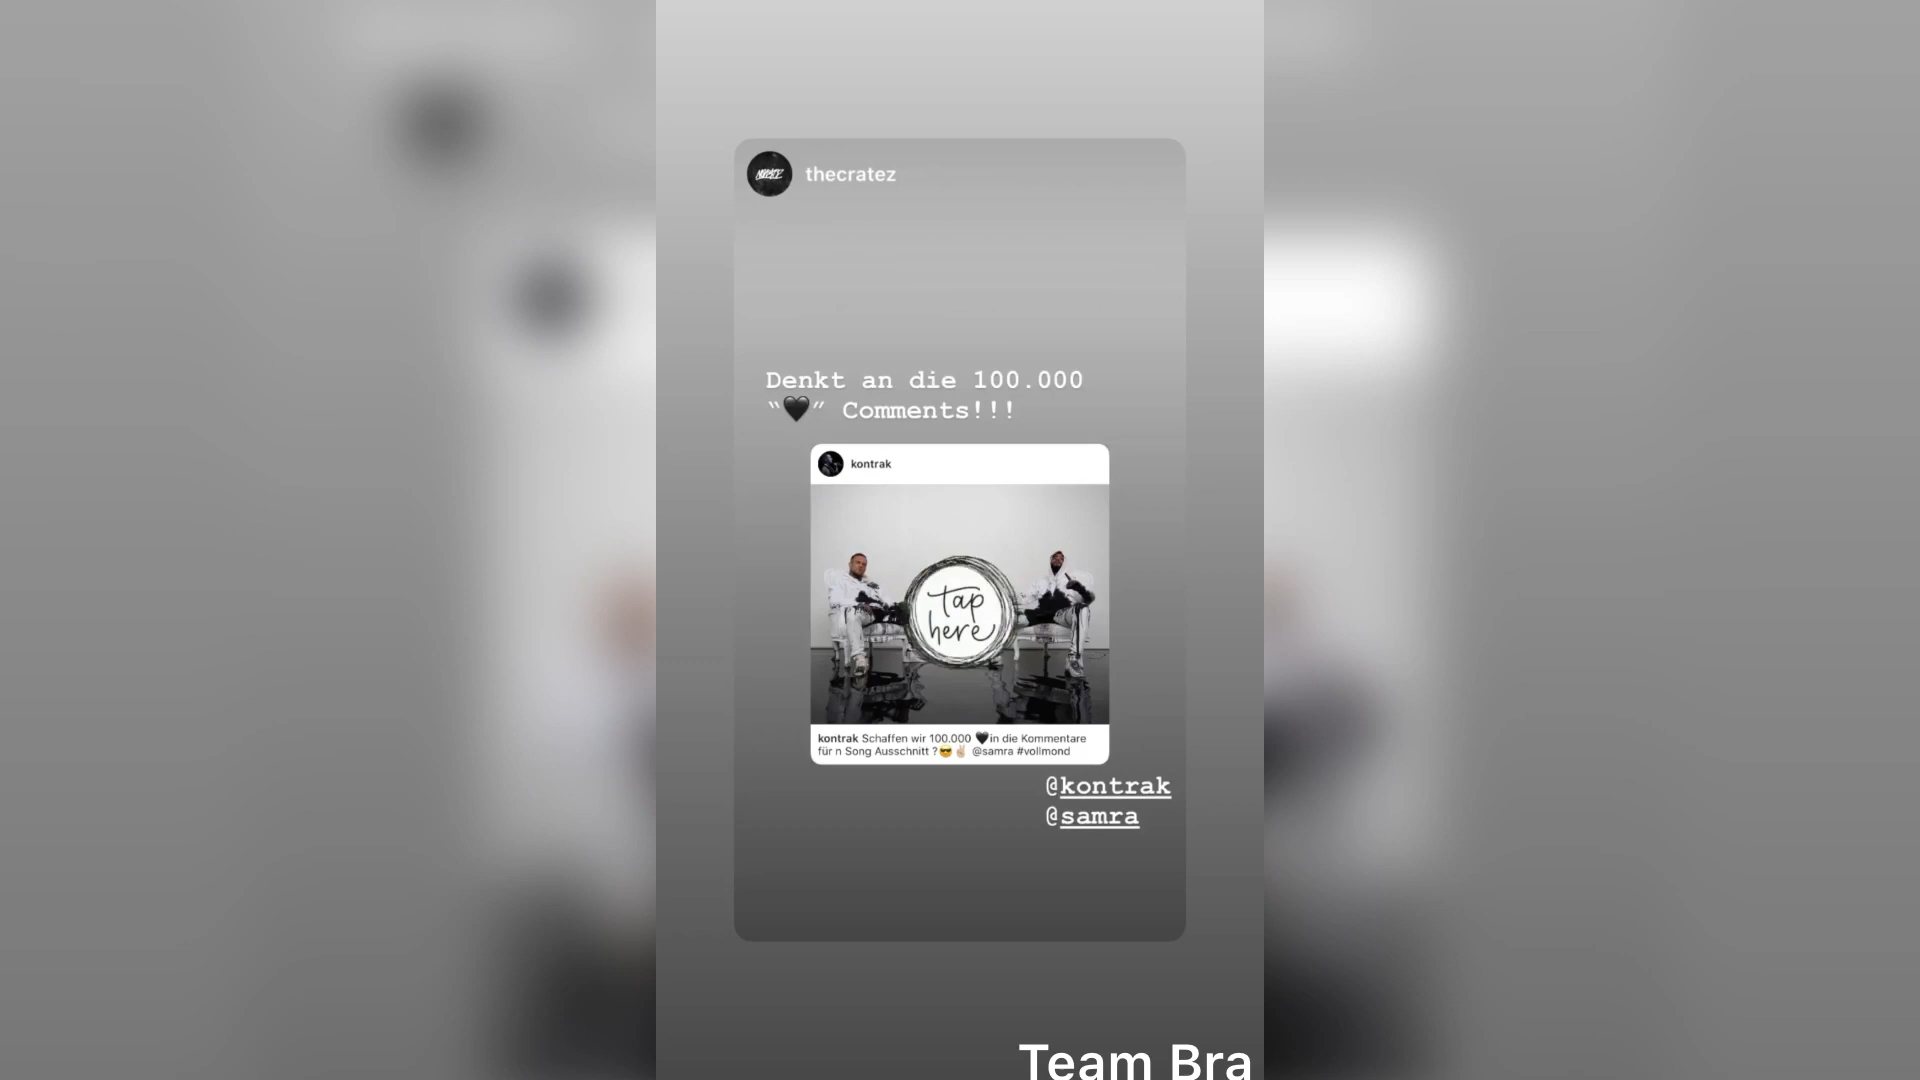 thecratez
Denkt an die 100.000
“🖤” Comments!!!
kontrak
tap
here
kontrak Schaffen wir 100.000 🖤in die Kommentare
für n Song Ausschnitt ?😎✌🏼 @samra #vollmond
@kontrak
@samra
Team Bra